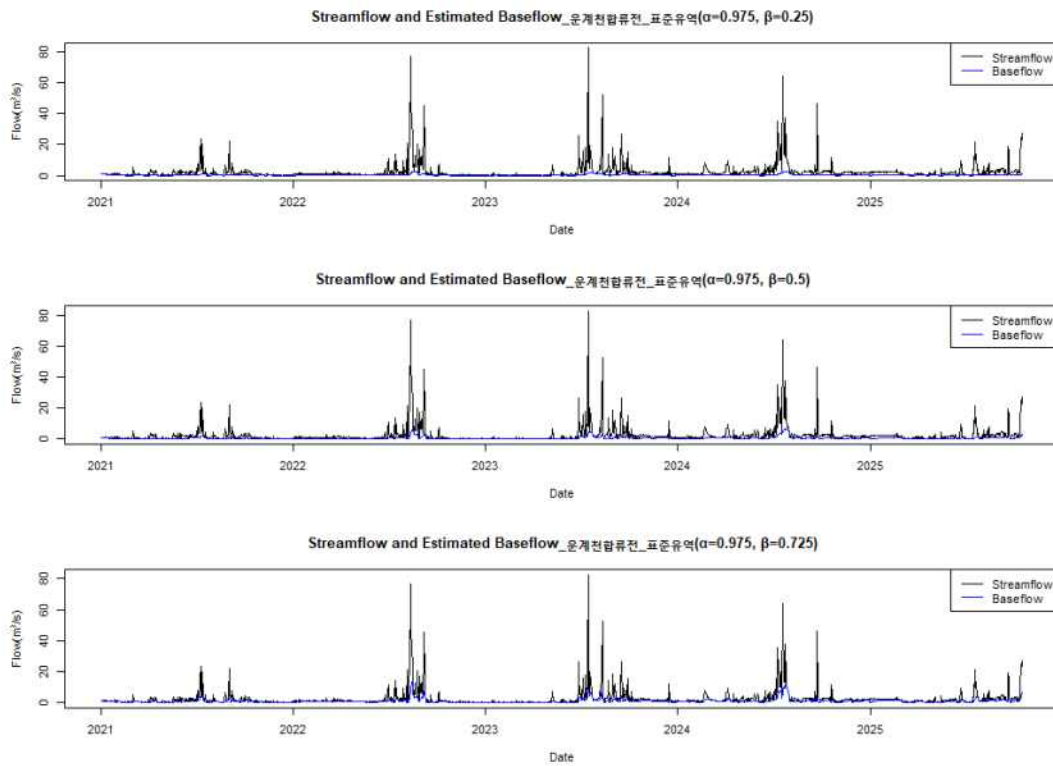 Streamflow and Estimated Baseflow_운계천합류전_표준유역(α=0.975, β=0.25)
Streamflow
Baseflow
Flow(m³/s)
80
60
40
20
0
2021 2022 2023 2024 2025
Date
Streamflow and Estimated Baseflow_운계천합류전_표준유역(α=0.975, β=0.5)
Streamflow
Baseflow
Flow(m³/s)
80
60
40
20
0
2021 2022 2023 2024 2025
Date
Streamflow and Estimated Baseflow_운계천합류전_표준유역(α=0.975, β=0.725)
Streamflow
Baseflow
Flow(m³/s)
80
60
40
20
0
2021 2022 2023 2024 2025
Date